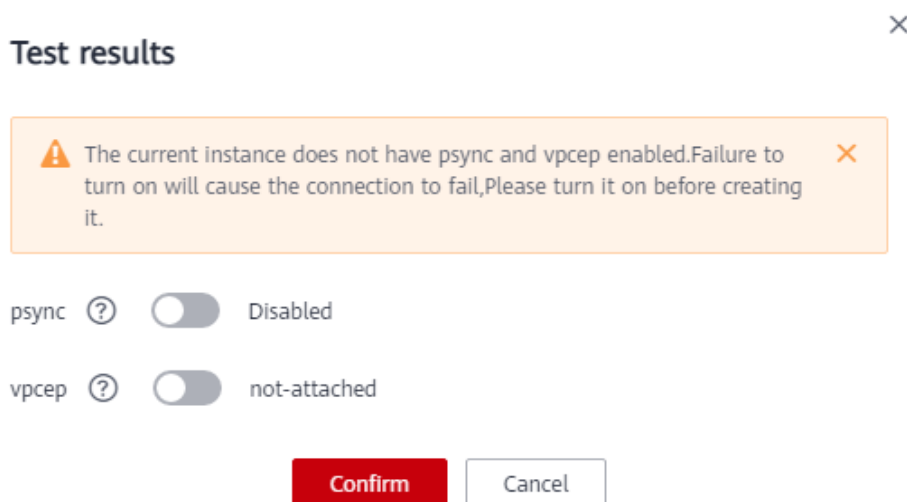 Test results
The current instance does not have psync and vpcep enabled.Failure to
turn on will cause the connection to fail,Please turn it on before creating
it.
psync ? Disabled
vpcep ? not-attached
Confirm Cancel